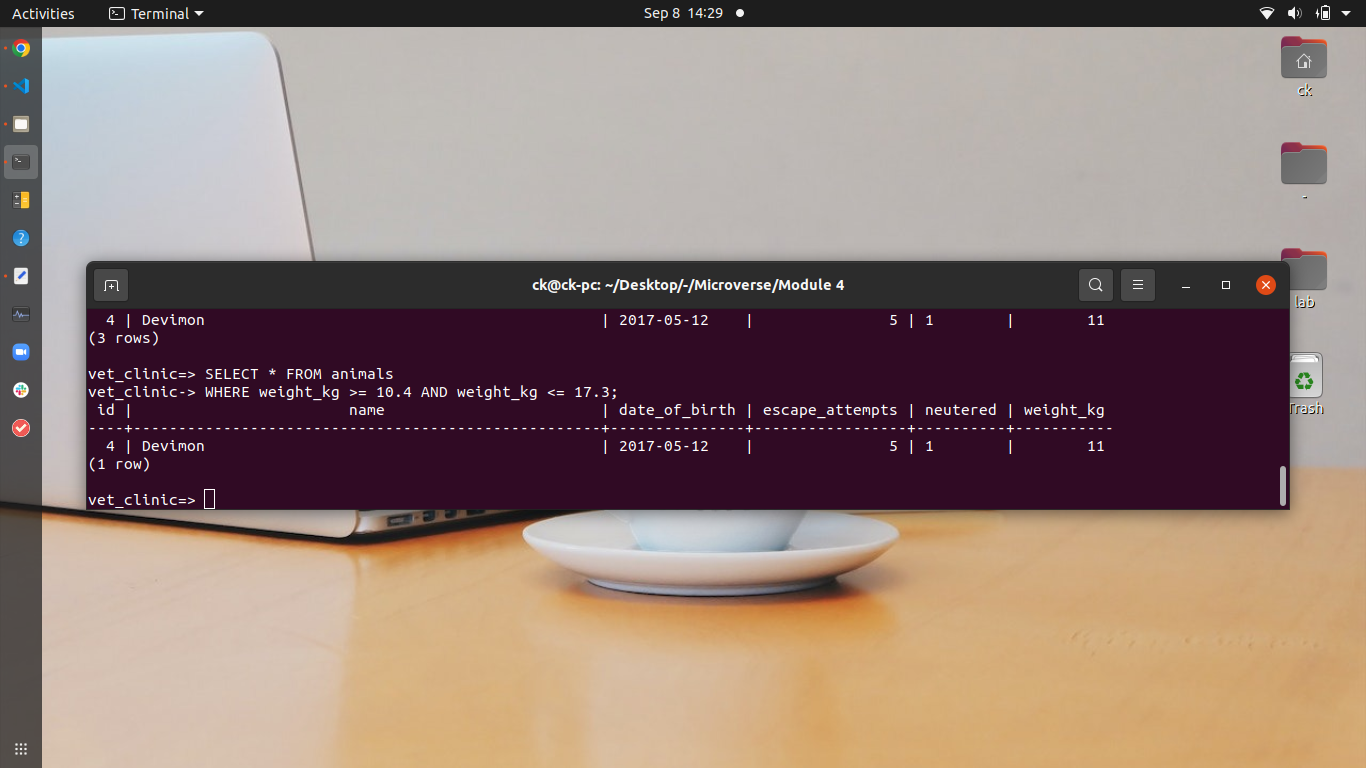 Activities
Terminal
Sep 8 14:29
ck
-
lab
Trash
ck@ck-pc: ~/Desktop/-/Microverse/Module 4
  4 | Devimon                                            | 2017-05-12    |               5 | 1        |        11
(3 rows)
vet_clinic=> SELECT * FROM animals
vet_clinic-> WHERE weight_kg >= 10.4 AND weight_kg <= 17.3;
 id |                        name                        | date_of_birth | escape_attempts | neutered | weight_kg
----+----------------------------------------------------+---------------+-----------------+----------+-----------
  4 | Devimon                                            | 2017-05-12    |               5 | 1        |        11
(1 row)
vet_clinic=>